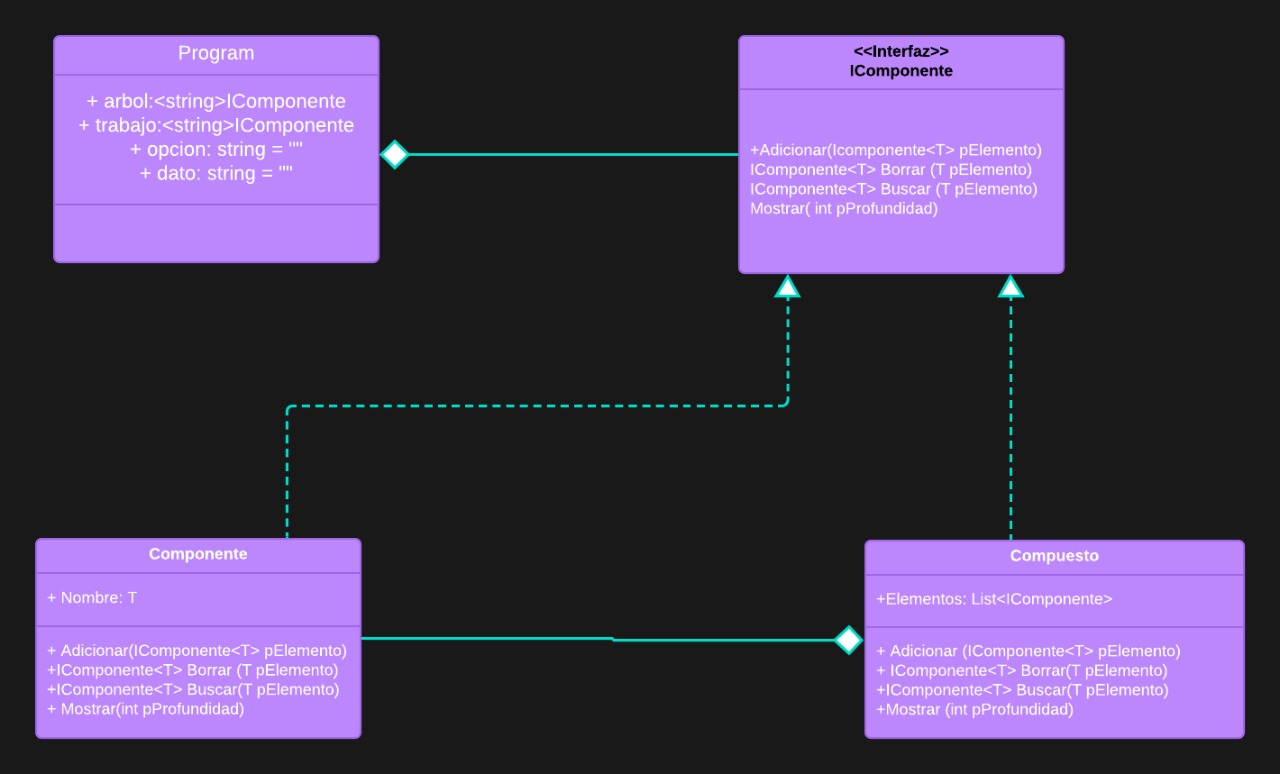 Program
+ arbol:<string>IComponente
+ trabajo:<string>IComponente
+ opcion: string = ""
+ dato: string = ""
<<Interfaz>>
IComponente
+Adicionar(Icomponente<T> pElemento)
IComponente<T> Borrar (T pElemento)
IComponente<T> Buscar (T pElemento)
Mostrar( int pProfundidad)
Componente
+ Nombre: T
+ Adicionar(IComponente<T> pElemento)
+IComponente<T> Borrar (T pElemento)
+IComponente<T> Buscar(T pElemento)
+ Mostrar(int pProfundidad)
Compuesto
+Elementos: List<IComponente>
+ Adicionar (IComponente<T> pElemento)
+ IComponente<T> Borrar(T pElemento)
+IComponente<T> Buscar(T pElemento)
+Mostrar (int pProfundidad)